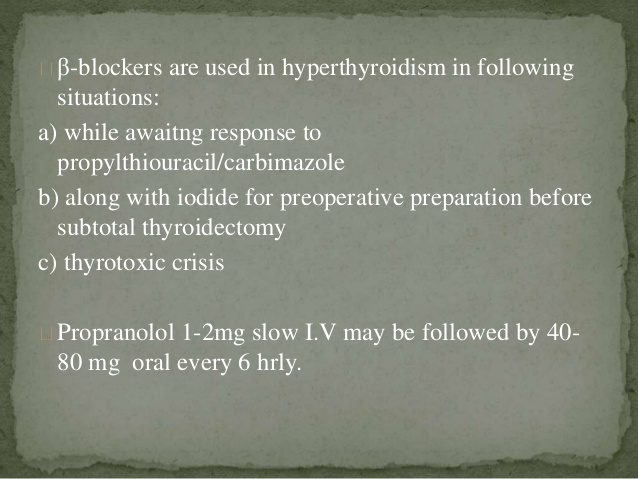 β-blockers are used in hyperthyroidism in following
situations:
a) while awaitng response to
propylthiouracil/carbimazole
b) along with iodide for preoperative preparation before
subtotal thyroidectomy
c) thyrotoxic crisis
Propranolol 1-2mg slow I.V may be followed by 40-
80 mg oral every 6 hrly.